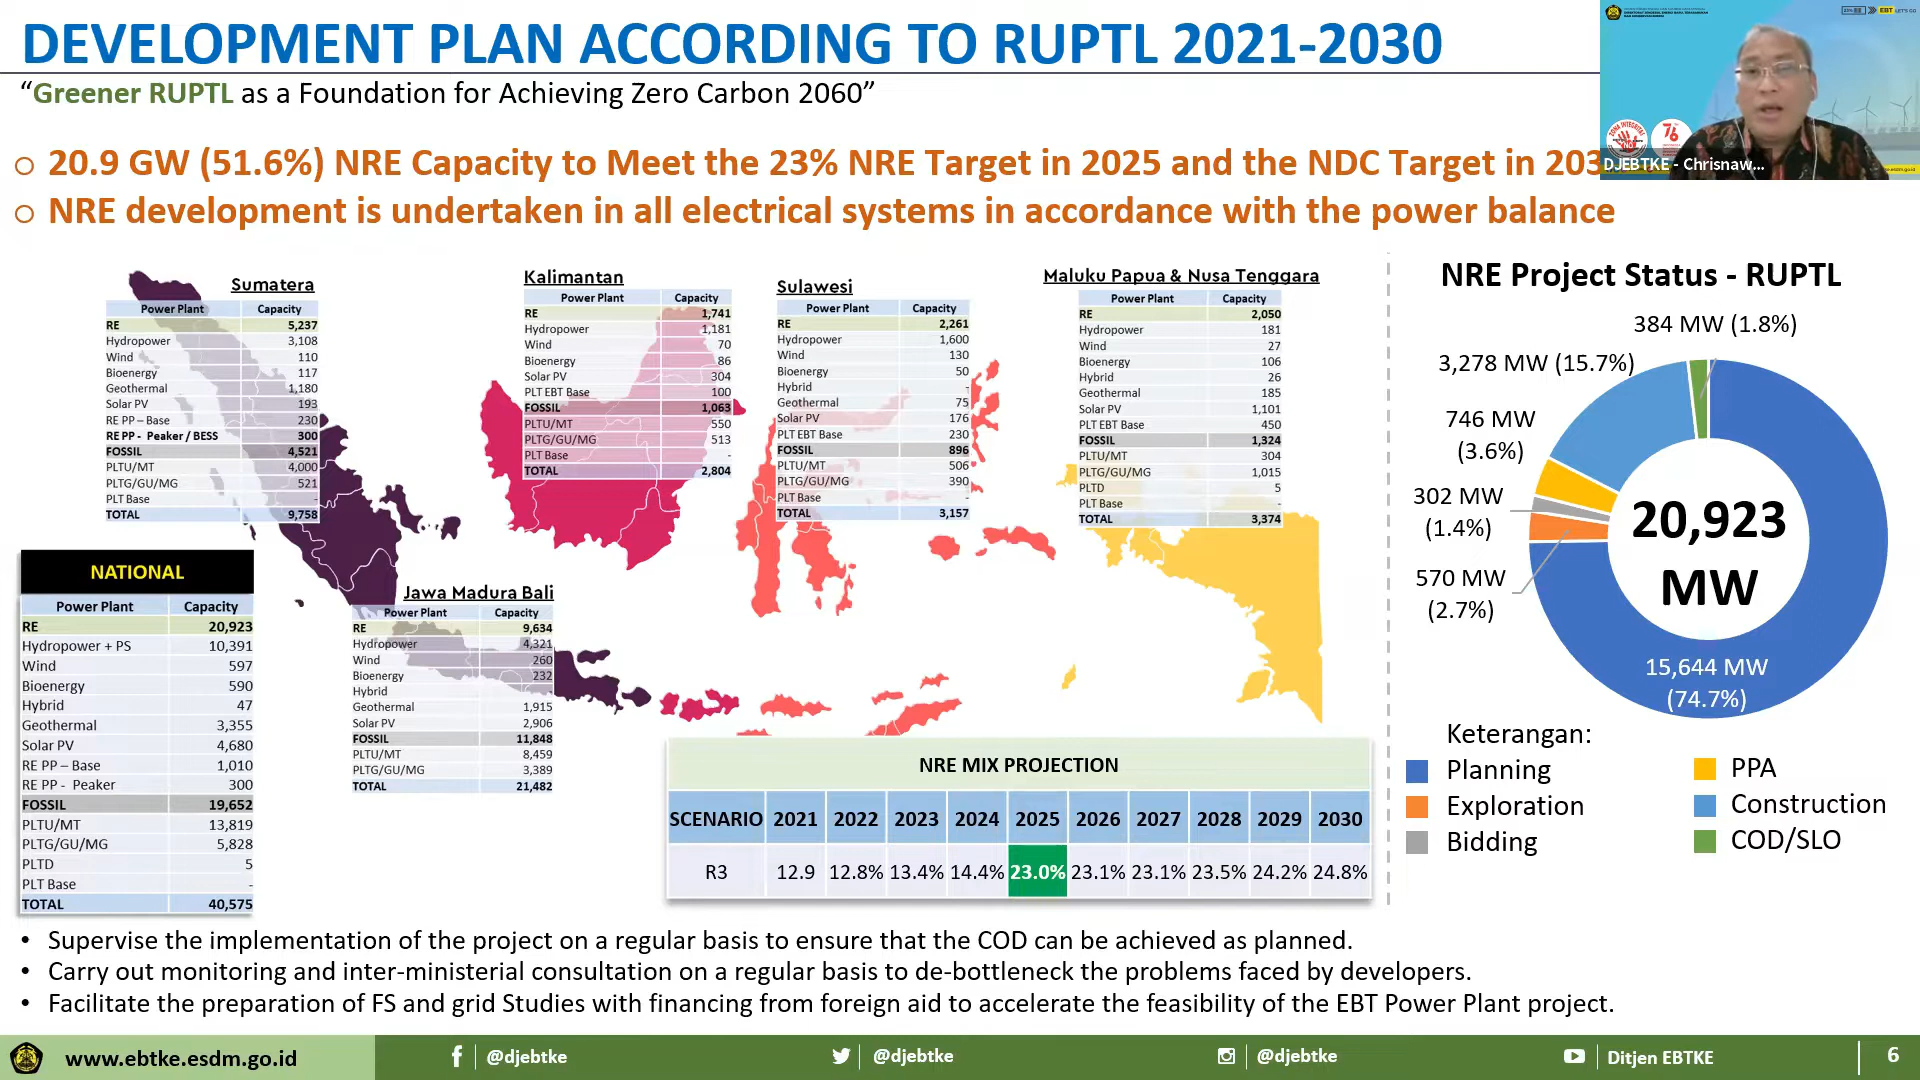 DEVELOPMENT PLAN ACCORDING TO RUPTL 2021-2030
“Greener RUPTL as a Foundation for Achieving Zero Carbon 2060”
o 20.9 GW (51.6%) NRE Capacity to Meet the 23% NRE Target in 2025 and the NDC Target in 203
o NRE development is undertaken in all electrical systems in accordance with the power balance
DJEBTKE - Chrisnaw...
76
Sumatera
Power Plant Capacity
RE 5,237
Hydropower 3,108
Wind 110
Bioenergy 117
Geothermal 1,180
Solar PV 193
RE PP – Base 230
RE PP - Peaker / BESS 300
FOSSIL 4,521
PLTU/MT 4,000
PLTG/GU/MG 521
PLT Base -
TOTAL 9,758
Kalimantan
Power Plant Capacity
RE 1,741
Hydropower 1,181
Wind 70
Bioenergy 86
Solar PV 304
PLT EBT Base 100
FOSSIL 1,063
PLTU/MT 550
PLTG/GU/MG 513
PLT Base -
TOTAL 2,804
Sulawesi
Power Plant Capacity
RE 2,261
Hydropower 1,600
Wind 130
Bioenergy 50
Hybrid -
Geothermal 75
Solar PV 176
PLT EBT Base 230
FOSSIL 896
PLTU/MT 506
PLTG/GU/MG 390
PLT Base -
TOTAL 3,157
Maluku Papua & Nusa Tenggara
Power Plant Capacity
RE 2,050
Hydropower 181
Wind 27
Bioenergy 106
Hybrid 26
Geothermal 185
Solar PV 1,101
PLT EBT Base 450
FOSSIL 1,324
PLTU/MT 304
PLTG/GU/MG 1,015
PLTD 5
PLT Base -
TOTAL 3,374
NATIONAL
Power Plant Capacity
RE 20,923
Hydropower + PS 10,391
Wind 597
Bioenergy 590
Hybrid 47
Geothermal 3,355
Solar PV 4,680
RE PP – Base 1,010
RE PP - Peaker 300
FOSSIL 19,652
PLTU/MT 13,819
PLTG/GU/MG 5,828
PLTD 5
PLT Base -
TOTAL 40,575
Jawa Madura Bali
Power Plant Capacity
RE 9,634
Hydropower 4,321
Wind 260
Bioenergy 232
Hybrid
Geothermal 1,915
Solar PV 2,906
FOSSIL 11,848
PLTU/MT 8,459
PLTG/GU/MG 3,389
TOTAL 21,482
NRE MIX PROJECTION
SCENARIO 2021 2022 2023 2024 2025 2026 2027 2028 2029 2030
R3 12.9 12.8% 13.4% 14.4% 23.0% 23.1% 23.1% 23.5% 24.2% 24.8%
NRE Project Status - RUPTL
384 MW (1.8%)
3,278 MW (15.7%)
746 MW
(3.6%)
302 MW
(1.4%)
570 MW
(2.7%)
20,923
MW
15,644 MW
(74.7%)
Keterangan:
Planning
Exploration
Bidding
PPA
Construction
COD/SLO
• Supervise the implementation of the project on a regular basis to ensure that the COD can be achieved as planned.
• Carry out monitoring and inter-ministerial consultation on a regular basis to de-bottleneck the problems faced by developers.
• Facilitate the preparation of FS and grid Studies with financing from foreign aid to accelerate the feasibility of the EBT Power Plant project.
www.ebtke.esdm.go.id
@djebtke
@djebtke
@djebtke
Ditjen EBTKE
6